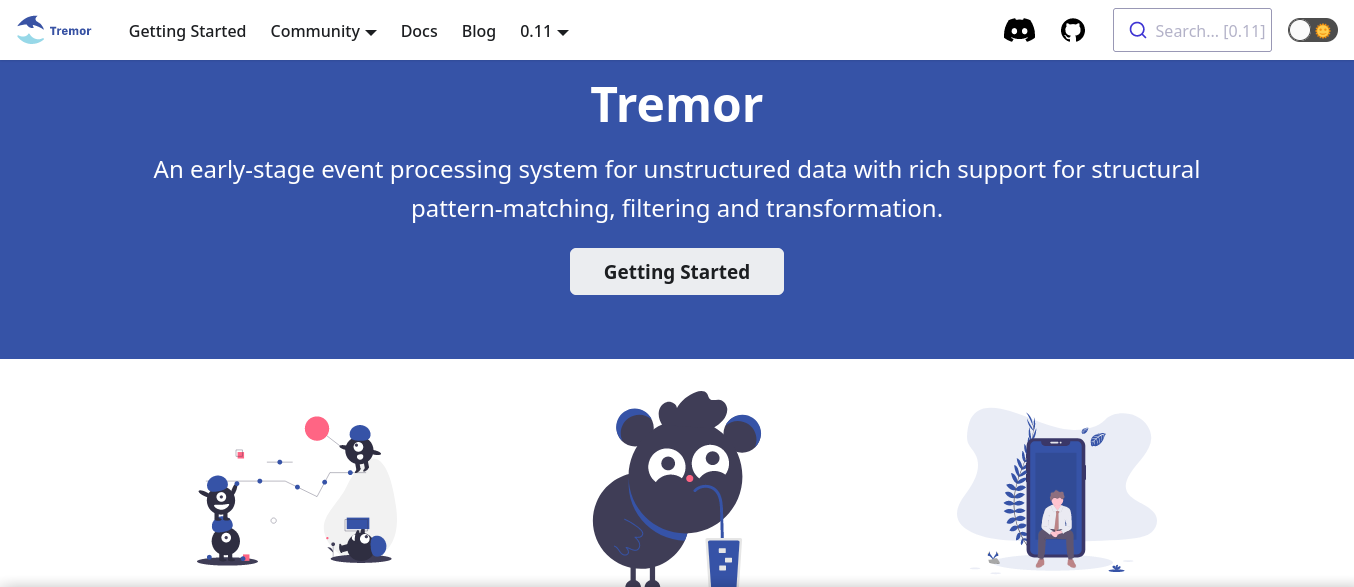 Tremor
Getting Started
Community
Docs
Blog
0.11
Search... [0.11]
Tremor
An early-stage event processing system for unstructured data with rich support for structural
pattern-matching, filtering and transformation.
Getting Started